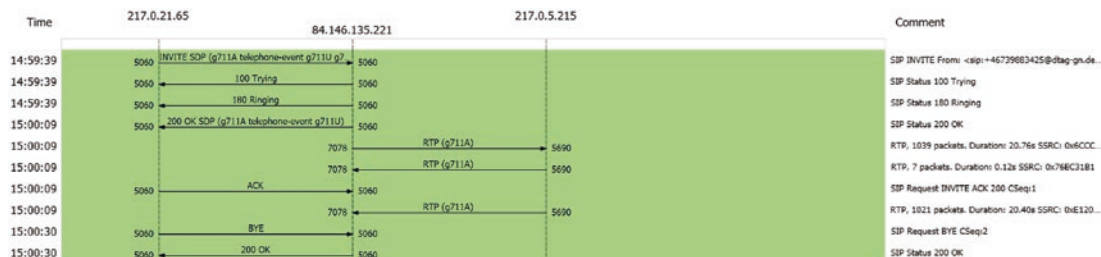 Time 217.0.21.65 217.0.5.215 Comment
84.146.135.221
14:59:39 5060 INVITE SDP (g711A telephone-event g711U g7... 5060 SIP INVITE From: <sip:+46739883425@dtag-gn.de...
14:59:39 5060 100 Trying 5060 SIP Status 100 Trying
14:59:39 5060 180 Ringing 5060 SIP Status 180 Ringing
15:00:09 5060 200 OK SDP (g711A telephone-event g711U) 5060 SIP Status 200 OK
15:00:09 7078 RTP (g711A) 5690 RTP, 1039 packets. Duration: 20.76s SSRC: 0x6CCC...
15:00:09 7078 RTP (g711A) 5690 RTP, 7 packets. Duration: 0.12s SSRC: 0x76EC31B1
15:00:09 5060 ACK 5060 SIP Request INVITE ACK 200 CSeq:1
15:00:09 7078 RTP (g711A) 5690 RTP, 1021 packets. Duration: 20.40s SSRC: 0xE120...
15:00:30 5060 BYE 5060 SIP Request BYE CSeq:2
15:00:30 5060 200 OK 5060 SIP Status 200 OK